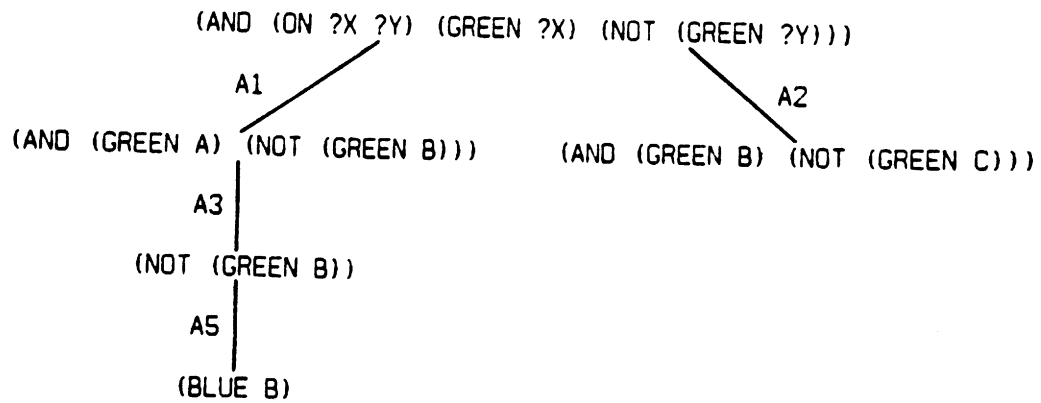 (AND (ON ?X ?Y) (GREEN ?X) (NOT (GREEN ?Y)))
A1
A2
(AND (GREEN A) (NOT (GREEN B))) (AND (GREEN B) (NOT (GREEN C)))
A3
(NOT (GREEN B))
A5
(BLUE B)